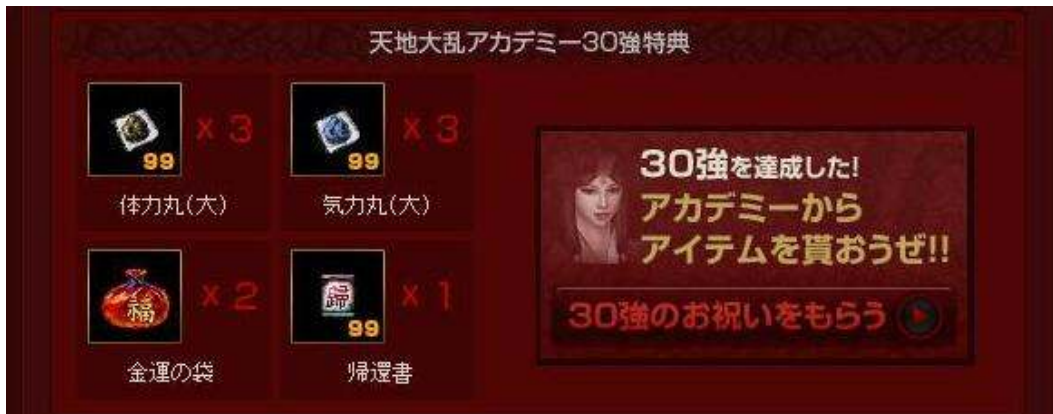 天地大乱アカデミー30強特典
99 x 3
99 x 3
体力丸(大)
気力丸(大)
福 x 2
歸 99 x 1
金運の袋
帰還書
30強を達成した!
アカデミーから
アイテムを貰おうぜ!!
30強のお祝いをもらう